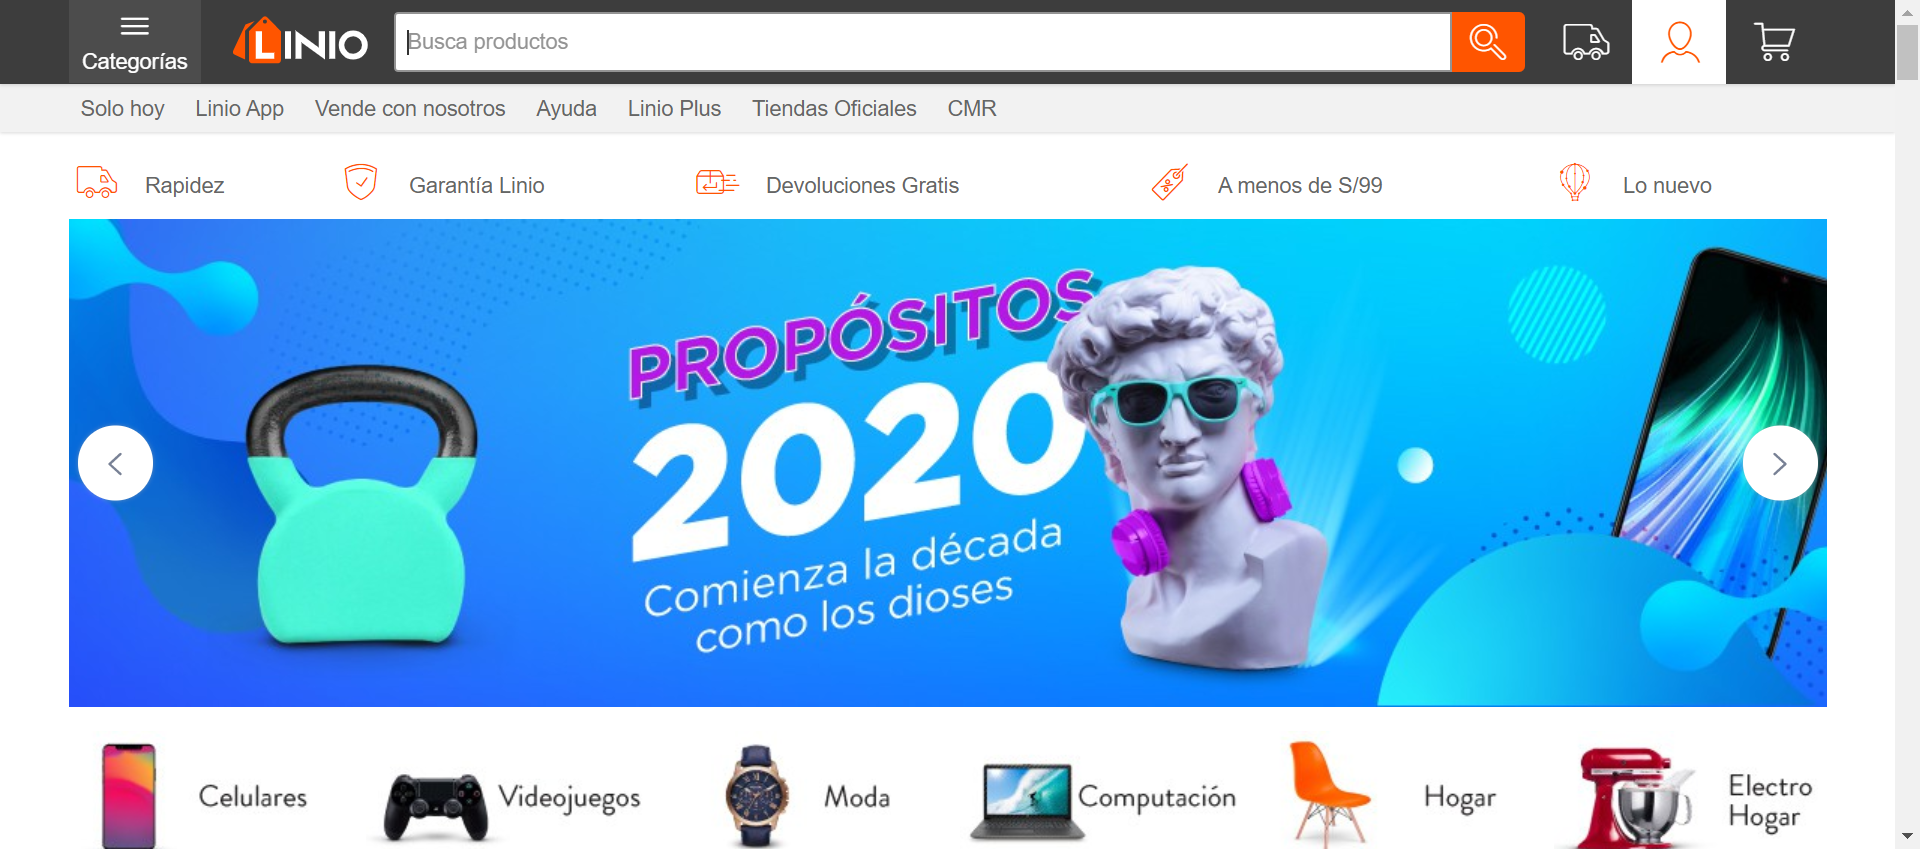 Categorías
LINIO
Busca productos
Solo hoy Linio App Vende con nosotros Ayuda Linio Plus Tiendas Oficiales CMR
Rapidez Garantía Linio Devoluciones Gratis A menos de S/99 Lo nuevo
PROPÓSITOS
2020
Comienza la década
como los dioses
Celulares Videojuegos Moda Computación Hogar Electro
Hogar